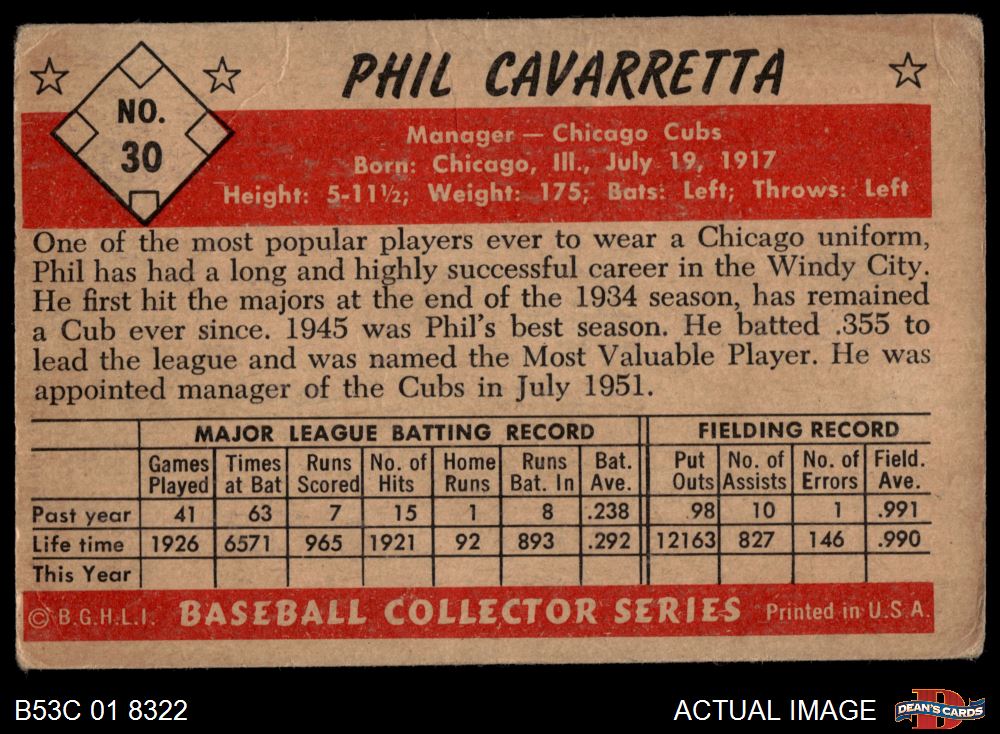 NO.
30
PHIL CAVARRETTA
Manager — Chicago Cubs
Born: Chicago, Ill., July 19, 1917
Height: 5-11½; Weight: 175; Bats: Left; Throws: Left
One of the most popular players ever to wear a Chicago uniform,
Phil has had a long and highly successful career in the Windy City.
He first hit the majors at the end of the 1934 season, has remained
a Cub ever since. 1945 was Phil's best season. He batted .355 to
lead the league and was named the Most Valuable Player. He was
appointed manager of the Cubs in July 1951.
MAJOR LEAGUE BATTING RECORD FIELDING RECORD
Games Times Runs No. of Home Runs Bat. Put No. of No. of Field.
Played at Bat Scored Hits Runs Bat. In Ave. Outs Assists Errors Ave.
Past year 41 63 7 15 1 8 .238 98 10 1 .991
Life time 1926 6571 965 1921 92 893 .292 12163 827 146 .990
This Year
© B.G.H.L.I. BASEBALL COLLECTOR SERIES Printed in U.S.A.
B53C 01 8322 ACTUAL IMAGE DEAN'S CARDS